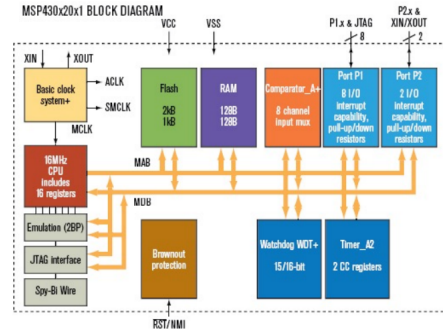 MSP430x20x1 BLOCK DIAGRAM
VCC
VSS
P1.x & JTAG
8
P2.x &
XIN/XOUT
2
XIN
XOUT
Basic clock
system+
ACLK
SMCLK
MCLK
Flash
2kB
1kB
RAM
128B
128B
Comparator_A+
8 channel
input mux
Port P1
8 I/O
interrupt
capability,
pull-up/down
resistors
Port P2
2 I/O
interrupt
capability,
pull-up/down
resistors
16MHz
CPU
includes
16 registers
MAB
MDB
Emulation (2BP)
JTAG interface
Spy-Bi Wire
Brownout
protection
Watchdog WDT+
15/16-bit
Timer_A2
2 CC registers
RST/NMI